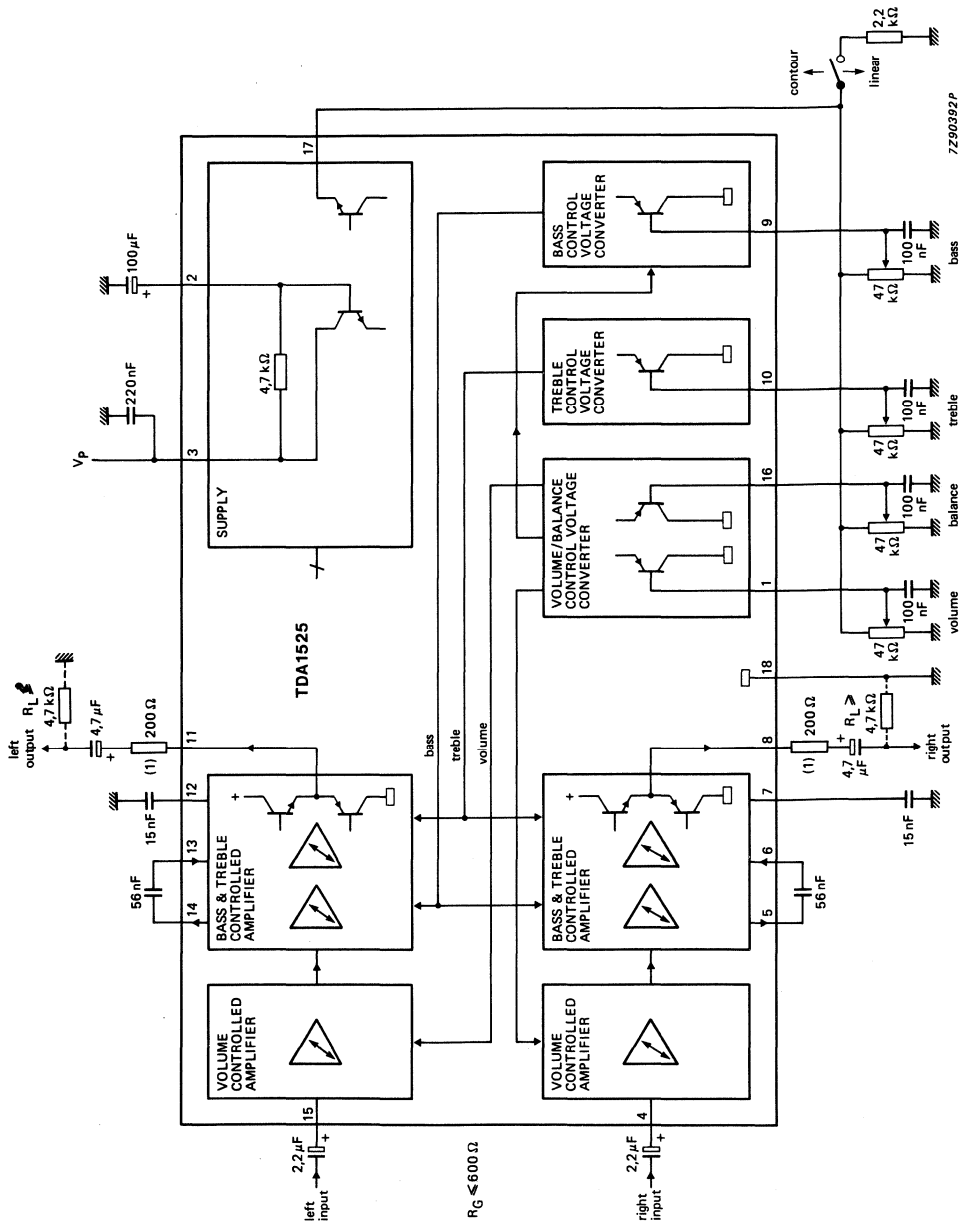 left
output
R_L ≥
4,7 kΩ
4,7 μF
+
200 Ω
(1)
11
15 nF
12
13
56 nF
14
BASS & TREBLE
CONTROLLED
AMPLIFIER
+
VOLUME
CONTROLLED
AMPLIFIER
15
2,2 μF
+
left
input
R_G ≤ 600 Ω
TDA1525
V_P
220 nF
3
100 μF
+
2
SUPPLY
4,7 kΩ
17
bass
treble
volume
right
input
2,2 μF
+
4
VOLUME
CONTROLLED
AMPLIFIER
BASS & TREBLE
CONTROLLED
AMPLIFIER
+
5
6
56 nF
7
15 nF
8
200 Ω
(1)
+
4,7
μF
R_L ≥
4,7 kΩ
right
output
18
VOLUME/BALANCE
CONTROL VOLTAGE
CONVERTER
1
16
TREBLE
CONTROL
VOLTAGE
CONVERTER
10
BASS
CONTROL
VOLTAGE
CONVERTER
9
47
kΩ
100
nF
volume
47
kΩ
100
nF
balance
47
kΩ
100
nF
treble
47
kΩ
100
nF
bass
contour
linear
2,2
kΩ
7Z90392P